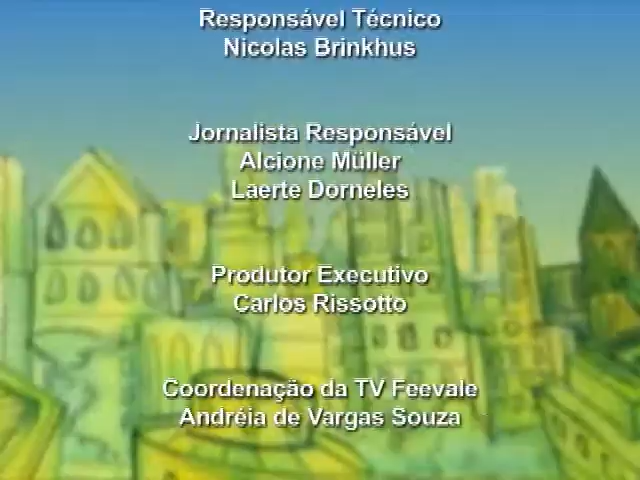 Responsável Técnico
Nicolas Brinkhus
Jornalista Responsável
Alcione Müller
Laerte Dorneles
Produtor Executivo
Carlos Rissotto
Coordenação da TV Feevale
Andréia de Vargas Souza